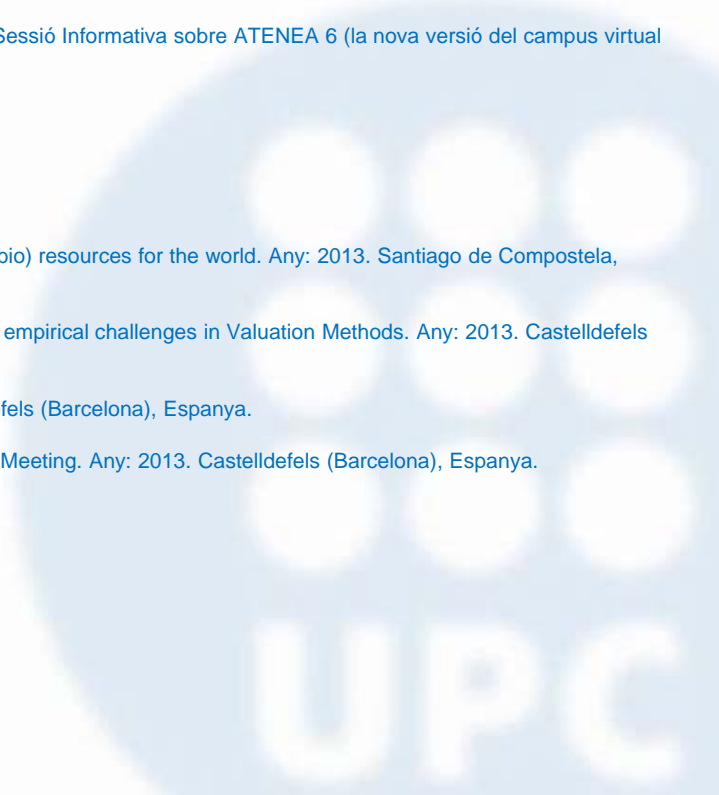 Sessió Informativa sobre ATENEA 6 (la nova versió del campus virtual
bio) resources for the world. Any: 2013. Santiago de Compostela,
empirical challenges in Valuation Methods. Any: 2013. Castelldefels
fels (Barcelona), Espanya.
Meeting. Any: 2013. Castelldefels (Barcelona), Espanya.
UPC